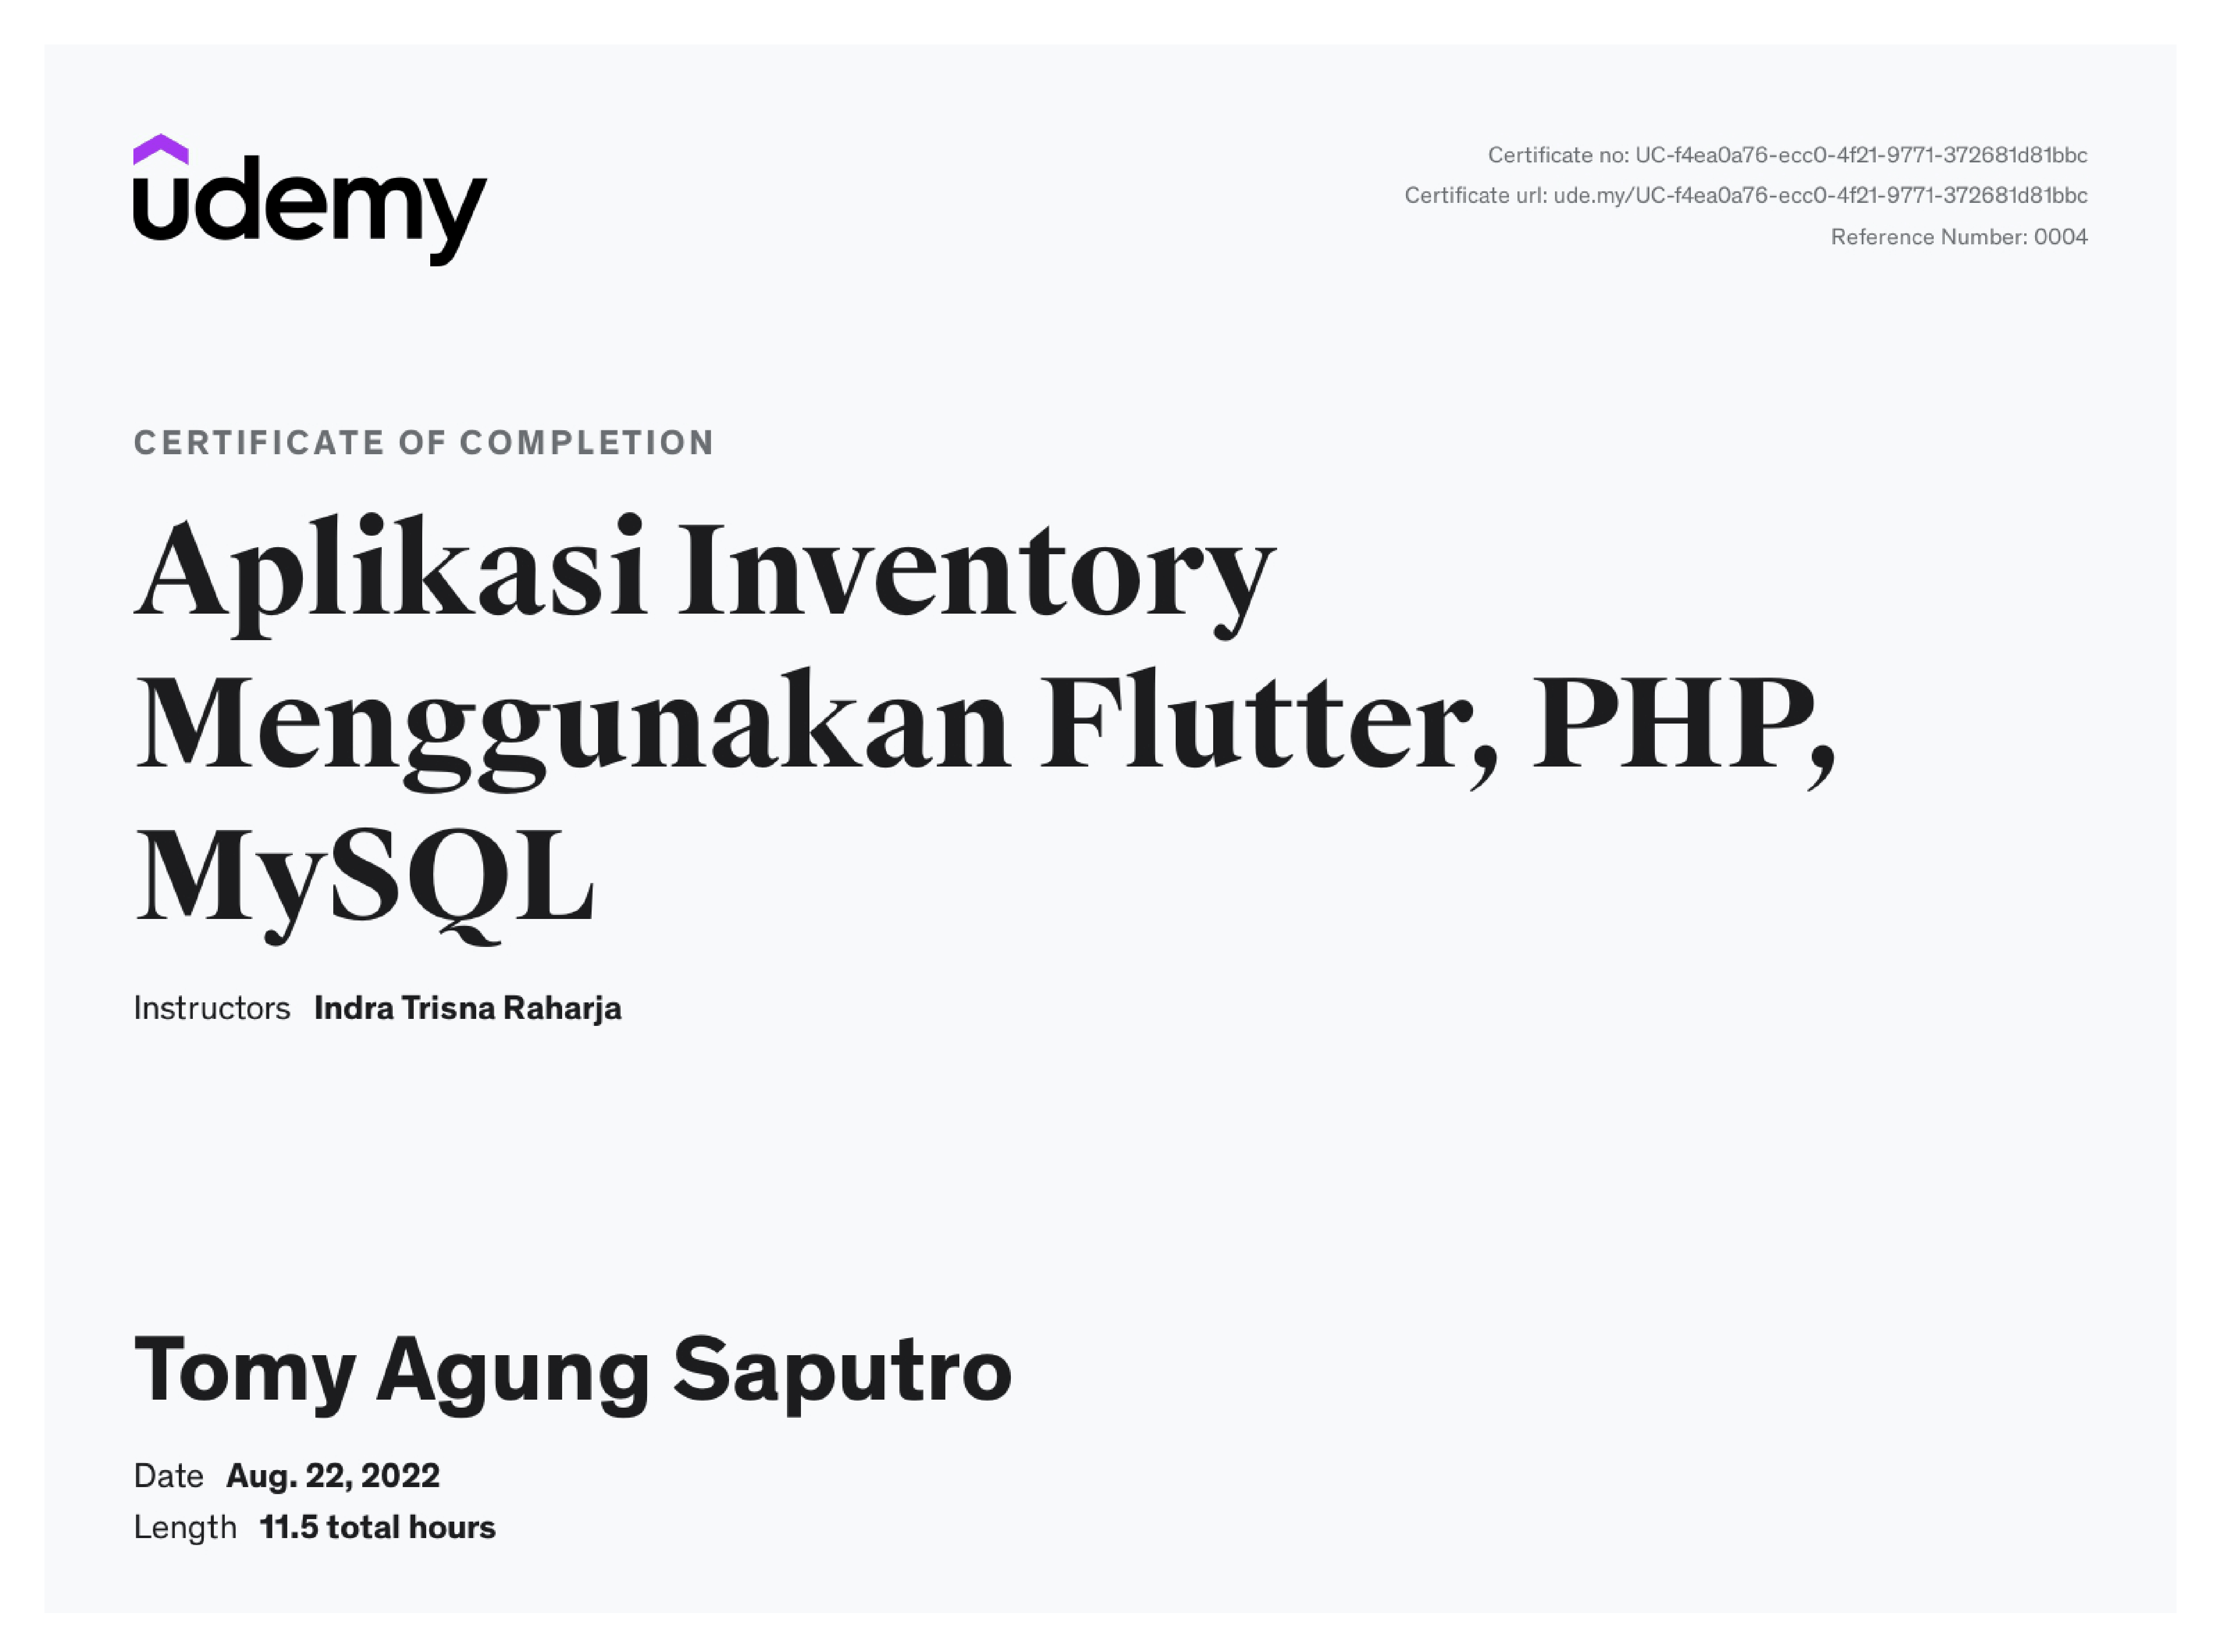 udemy
Certificate no: UC-f4ea0a76-ecc0-4f21-9771-372681d81bbc
Certificate url: ude.my/UC-f4ea0a76-ecc0-4f21-9771-372681d81bbc
Reference Number: 0004
CERTIFICATE OF COMPLETION
Aplikasi Inventory
Menggunakan Flutter, PHP,
MySQL
Instructors Indra Trisna Raharja
Tomy Agung Saputro
Date Aug. 22, 2022
Length 11.5 total hours